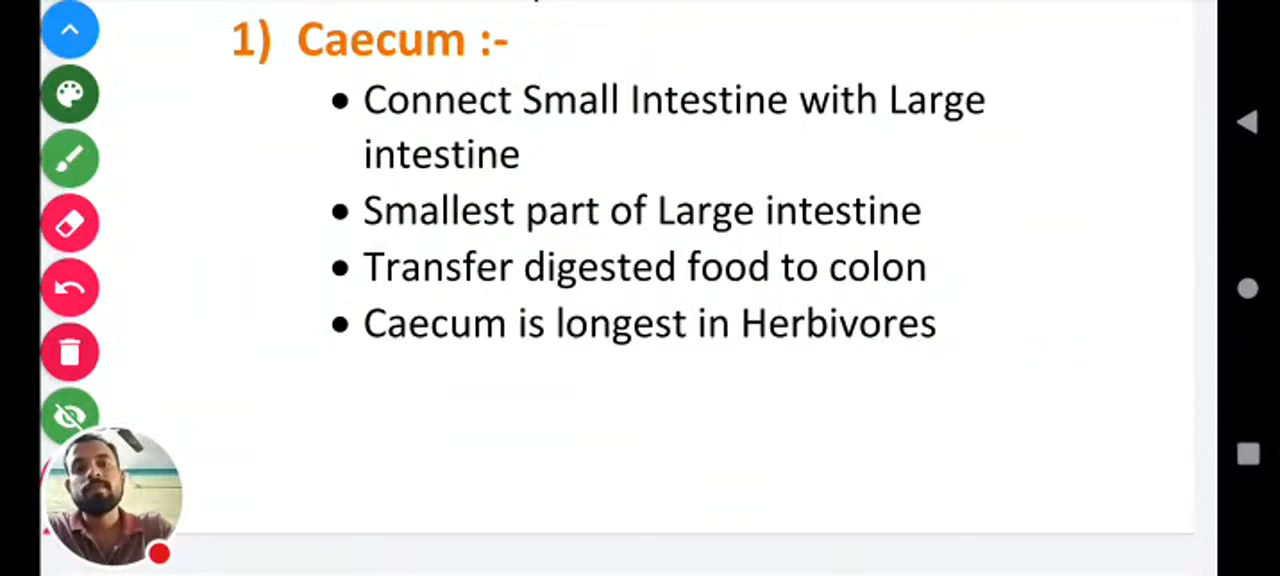 1) Caecum :-
• Connect Small Intestine with Large
intestine
• Smallest part of Large intestine
• Transfer digested food to colon
• Caecum is longest in Herbivores